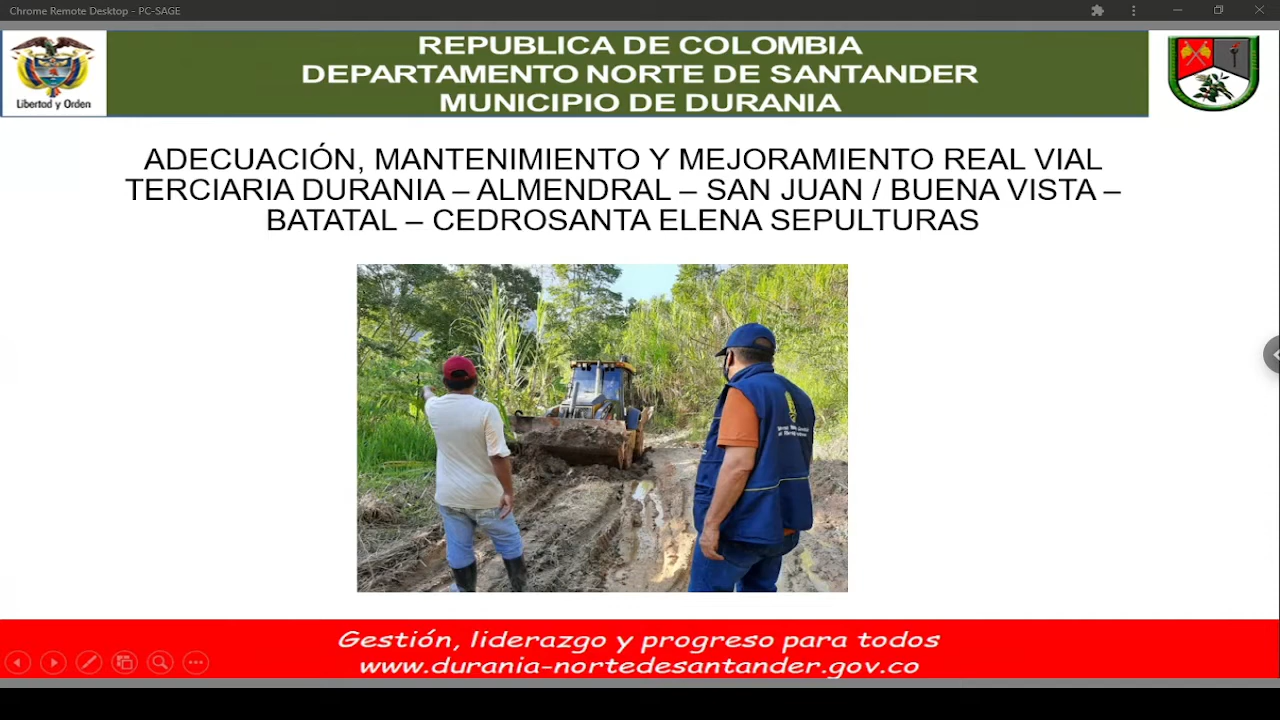 Chrome Remote Desktop - PC-SAGE
REPUBLICA DE COLOMBIA
DEPARTAMENTO NORTE DE SANTANDER
MUNICIPIO DE DURANIA
Libertad y Orden
ADECUACIÓN, MANTENIMIENTO Y MEJORAMIENTO REAL VIAL
TERCIARIA DURANIA – ALMENDRAL – SAN JUAN / BUENA VISTA –
BATATAL – CEDROSANTA ELENA SEPULTURAS
Gestión, liderazgo y progreso para todos
www.durania-nortedesantander.gov.co